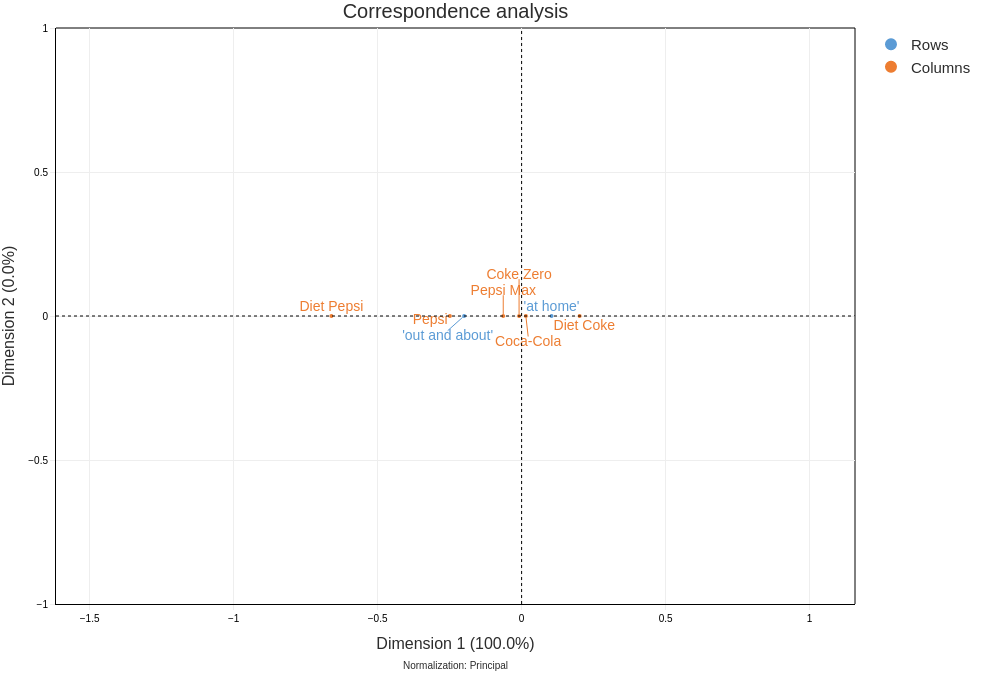 Correspondence analysis
Rows
Columns
1
0.5
0
−0.5
−1
Dimension 2 (0.0%)
Coke Zero
Pepsi Max
Diet Pepsi
'at home'
Pepsi
Diet Coke
'out and about'
Coca-Cola
−1.5
−1
−0.5
0
0.5
1
Dimension 1 (100.0%)
Normalization: Principal